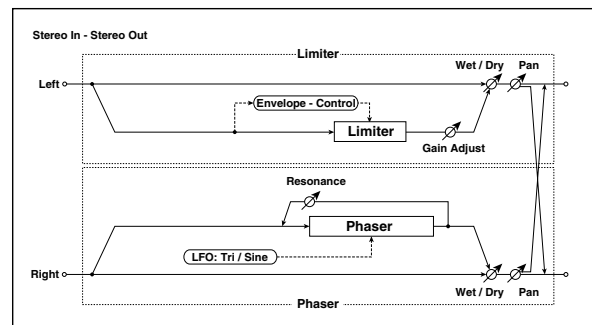 Stereo In - Stereo Out
Limiter
Wet / Dry
Pan
Left
Envelope - Control
Limiter
Gain Adjust
Resonance
Phaser
LFO: Tri / Sine
Right
Wet / Dry
Pan
Phaser